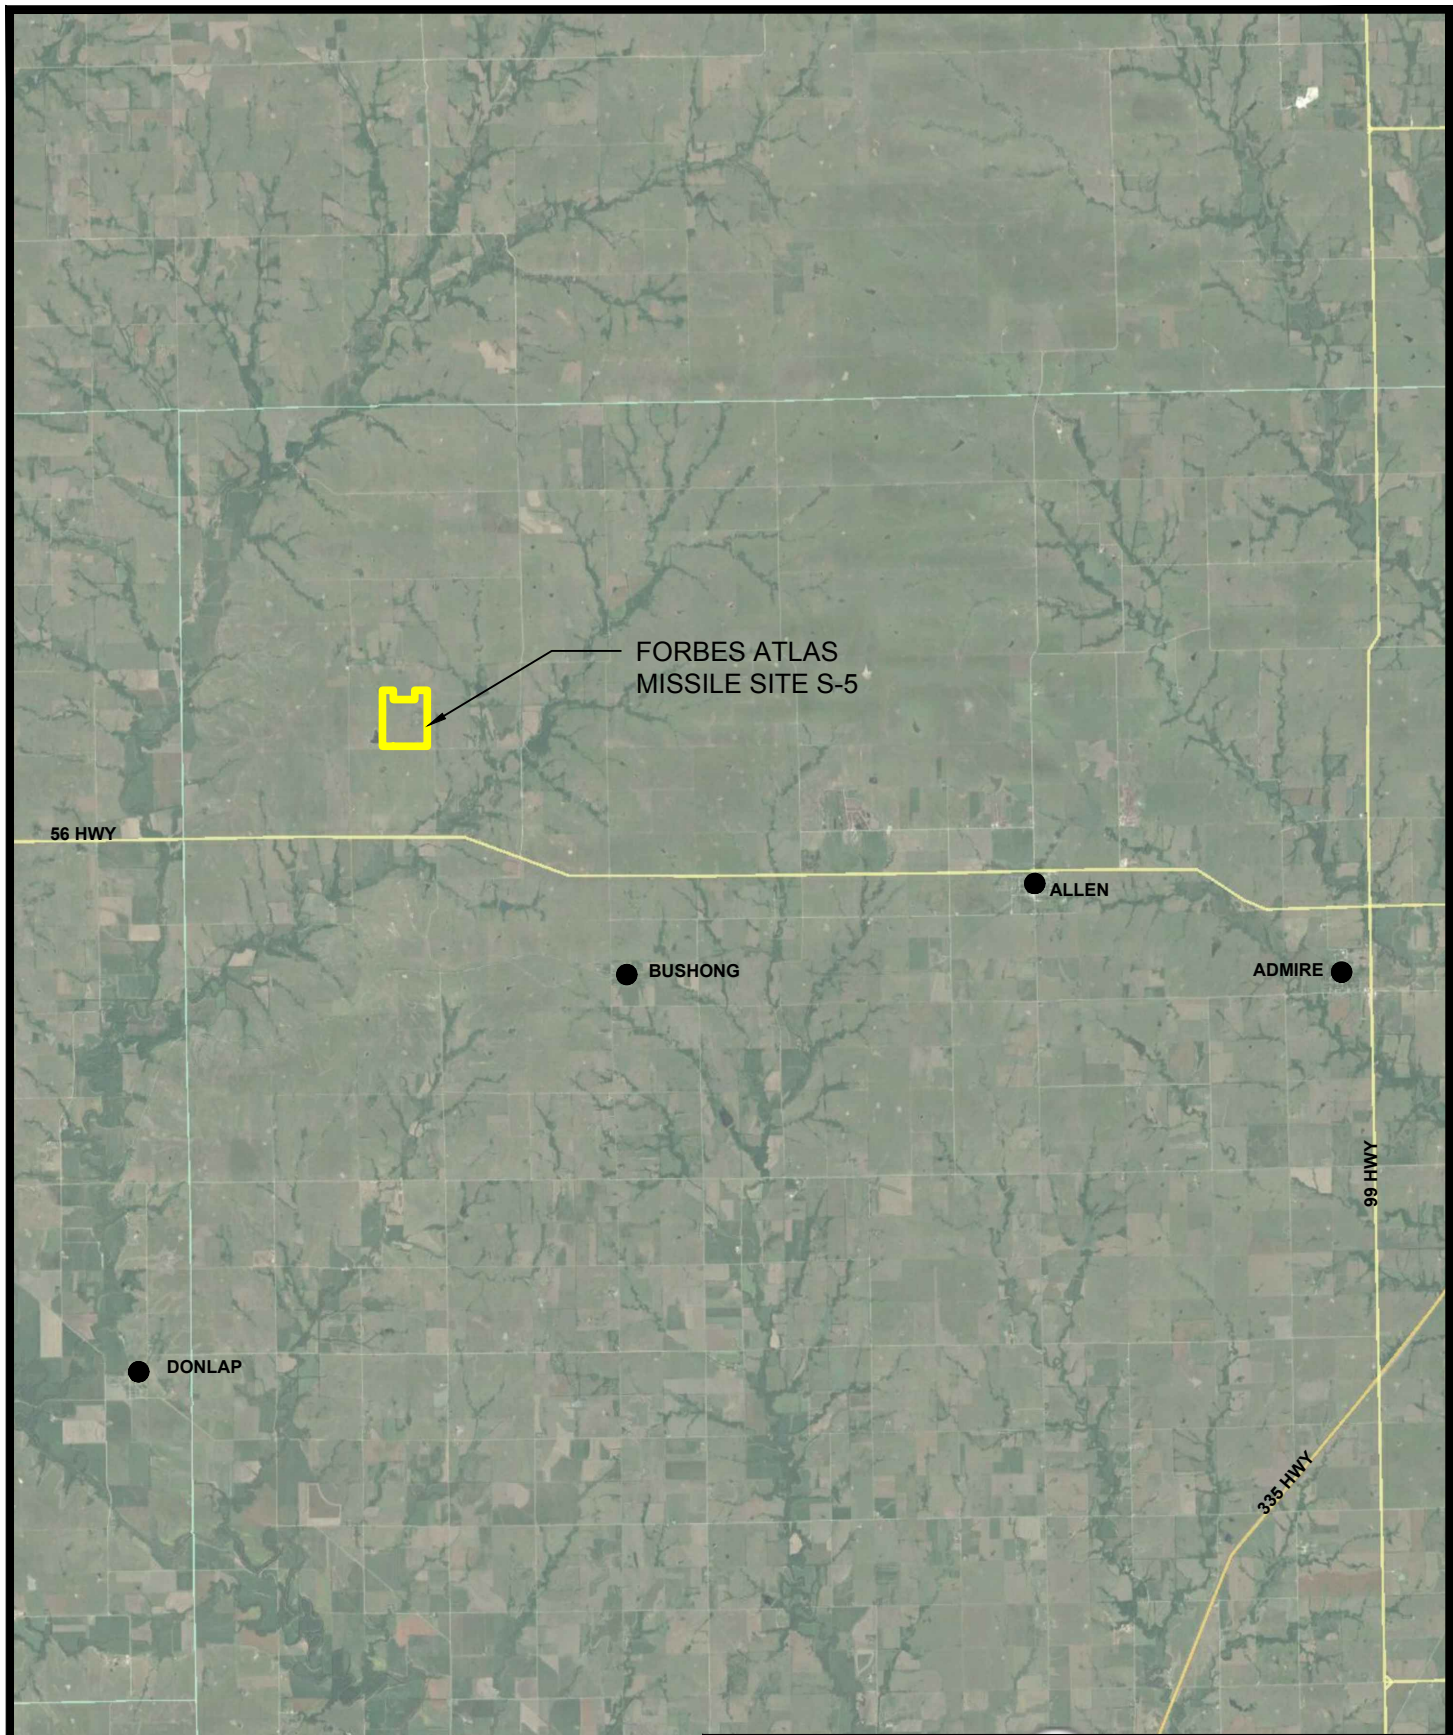 FORBES ATLAS
MISSILE SITE S-5
56 HWY
ALLEN
BUSHONG
ADMIRE
99 HWY
DONLAP
335 HWY